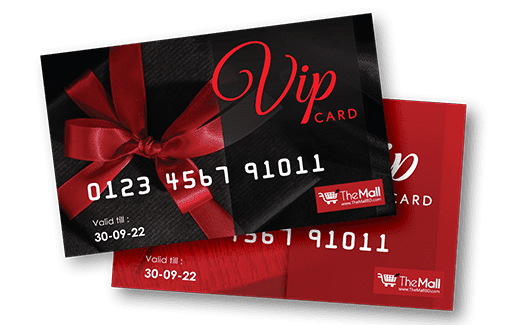 Vip
CARD
0123 4567 91011
TheMall
www.TheMallBD.com
Valid till :
30-09-22
ip
CARD
4567 91011
Valid till :
30-09-22
TheMall
www.TheMallBD.com